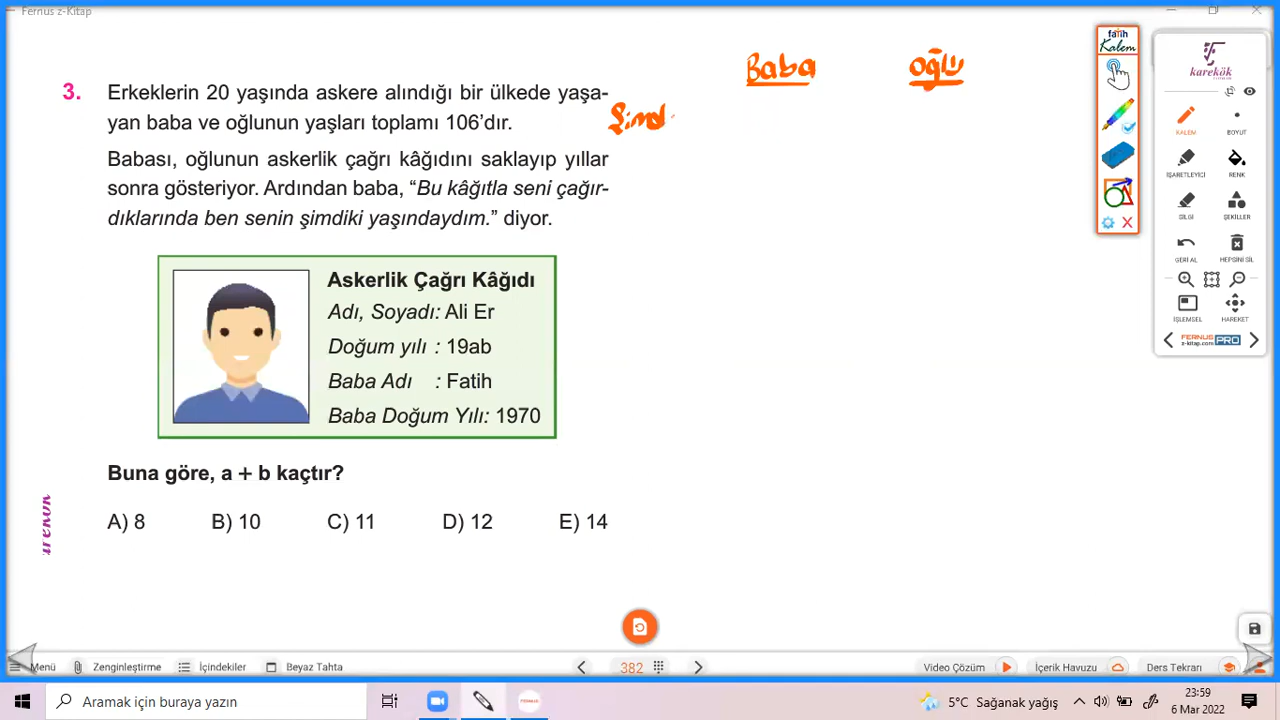 Fernus z-Kitap
Baba oğlu
Şimd
3. Erkeklerin 20 yaşında askere alındığı bir ülkede yaşa-
yan baba ve oğlunun yaşları toplamı 106’dır.
Babası, oğlunun askerlik çağrı kâğıdını saklayıp yıllar
sonra gösteriyor. Ardından baba, “Bu kâğıtla seni çağır-
dıklarında ben senin şimdiki yaşındaydım.” diyor.
Askerlik Çağrı Kâğıdı
Adı, Soyadı: Ali Er
Doğum yılı : 19ab
Baba Adı : Fatih
Baba Doğum Yılı: 1970
Buna göre, a + b kaçtır?
A) 8 B) 10 C) 11 D) 12 E) 14
fatih
Kalem
karekök
KALEM BOYUT
İŞARETLEYİCİ RENK
SİLGİ ŞEKİLLER
GERİ AL HEPSİNİ SİL
İŞLEMSEL HAREKET
FERNUS
z-kitap.com PRO
Menü Zenginleştirme İçindekiler Beyaz Tahta 382 Video Çözüm İçerik Havuzu Ders Tekrarı
Aramak için buraya yazın 5°C Sağanak yağış 23:59
6 Mar 2022